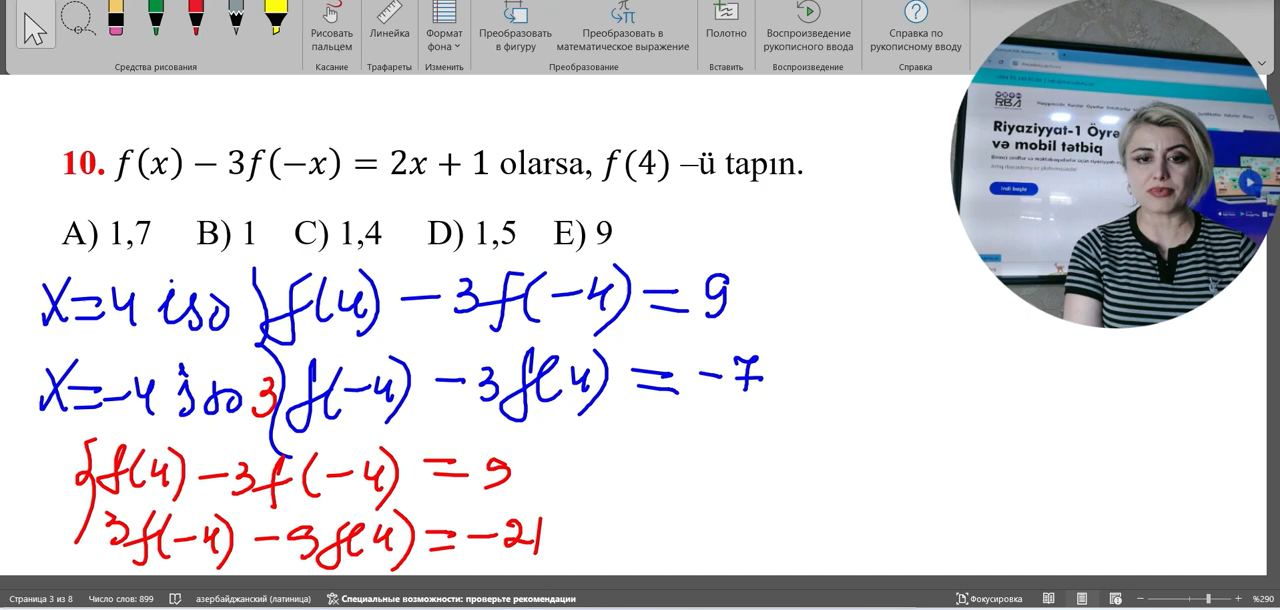 Рисовать пальцем
Линейка
Формат фона
Преобразовать в фигуру
Преобразовать в математическое выражение
Полотно
Воспроизведение рукописного ввода
Справка по рукописному вводу
Средства рисования
Касание
Трафареты
Изменить
Преобразование
Вставить
Воспроизведение
Справка
RBA
Riyaziyyat-1 Öyrə
və mobil tətbiq
İndi başla
10. f(x) − 3f(−x) = 2x + 1 olarsa, f(4) −ü tapın.
A) 1,7 B) 1 C) 1,4 D) 1,5 E) 9
x=4 isə f(4) − 3f(−4) = 9
x=−4 isə 3 f(−4) − 3f(4) = −7
f(4) − 3f(−4) = 9
3f(−4) − 9f(4) = −21
Страница 3 из 8
Число слов: 899
азербайджанский (латиница)
Специальные возможности: проверьте рекомендации
Фокусировка
%290